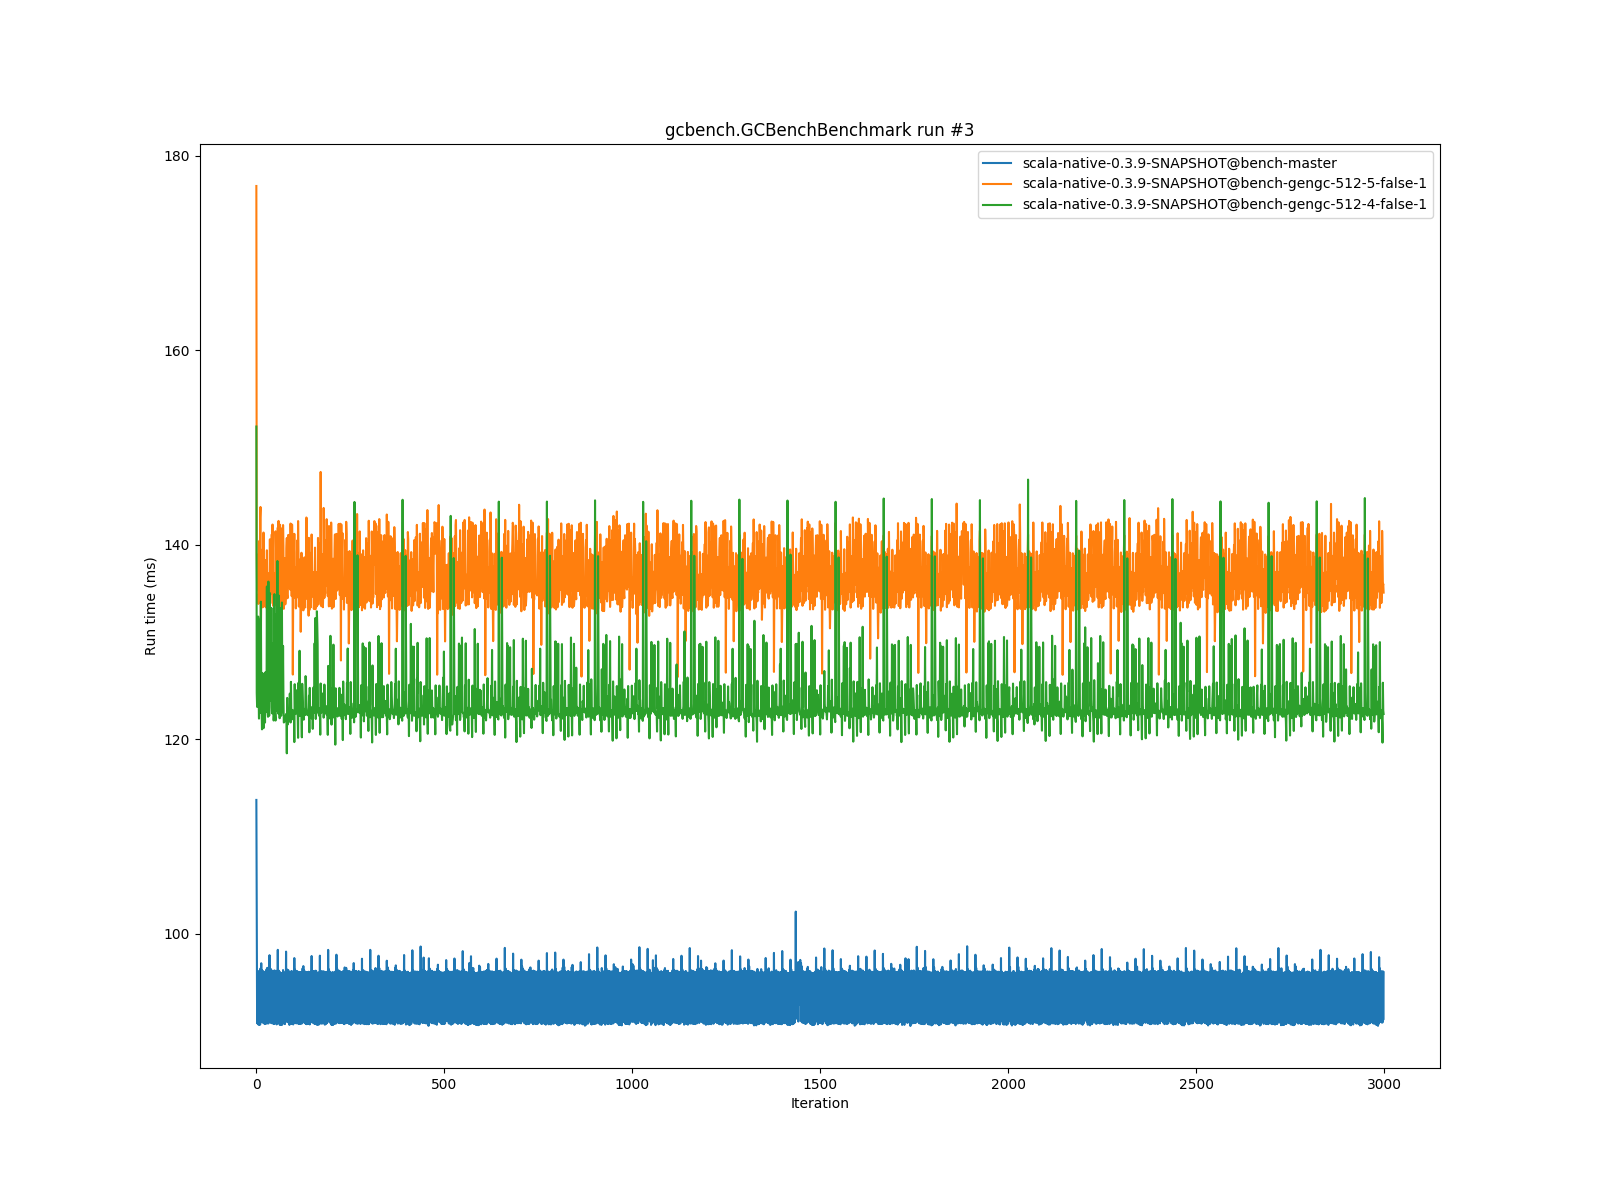 gcbench.GCBenchBenchmark run #3
scala-native-0.3.9-SNAPSHOT@bench-master
scala-native-0.3.9-SNAPSHOT@bench-gengc-512-5-false-1
scala-native-0.3.9-SNAPSHOT@bench-gengc-512-4-false-1
180
160
140
120
100
Run time (ms)
0 500 1000 1500 2000 2500 3000
Iteration